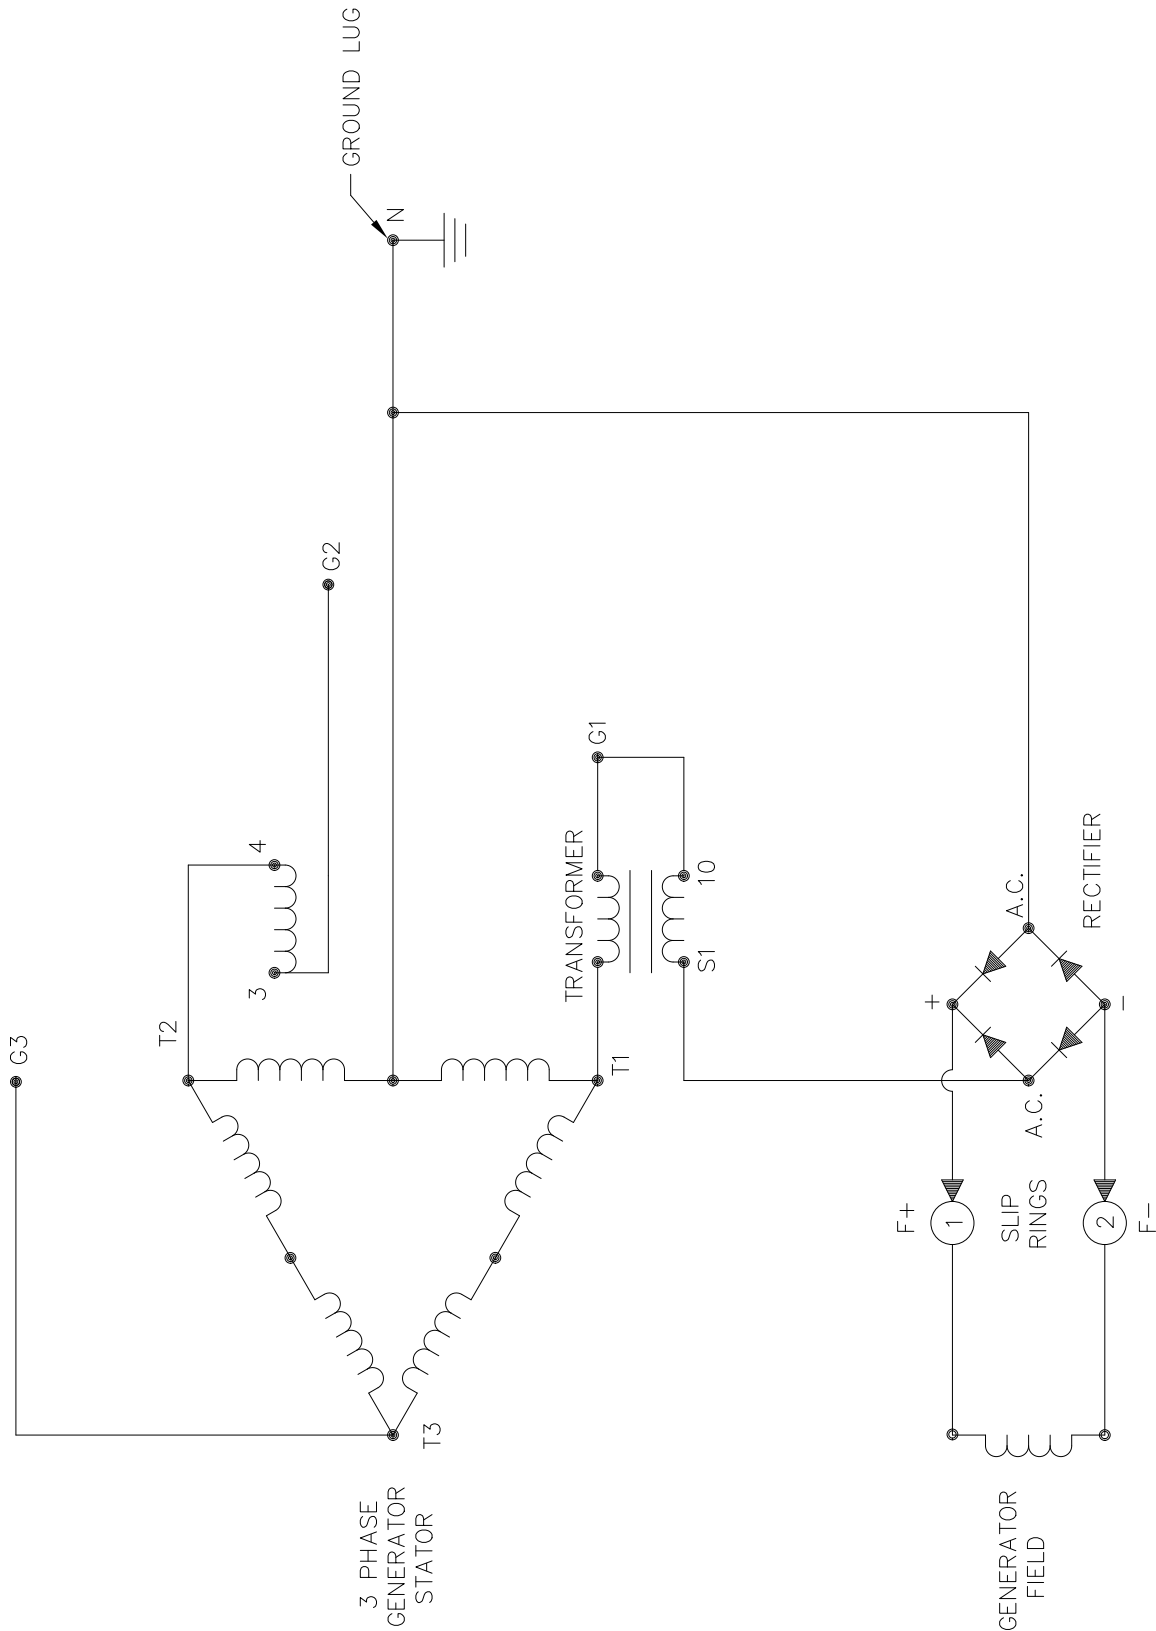 G3
T2
3
4
G2
GROUND LUG
N
3 PHASE
GENERATOR
STATOR
T3
T1
TRANSFORMER
G1
S1
10
GENERATOR
FIELD
F+
1
SLIP
RINGS
2
F-
+
A.C.
A.C.
-
RECTIFIER